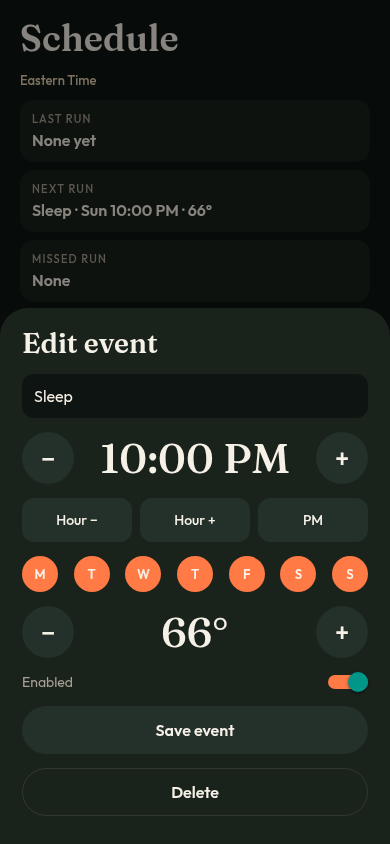 Schedule
Eastern Time
LAST RUN
None yet
NEXT RUN
Sleep · Sun 10:00 PM · 66°
MISSED RUN
None
Edit event
Sleep
− 10:00 PM +
Hour − Hour + PM
M T W T F S S
− 66° +
Enabled
Save event
Delete